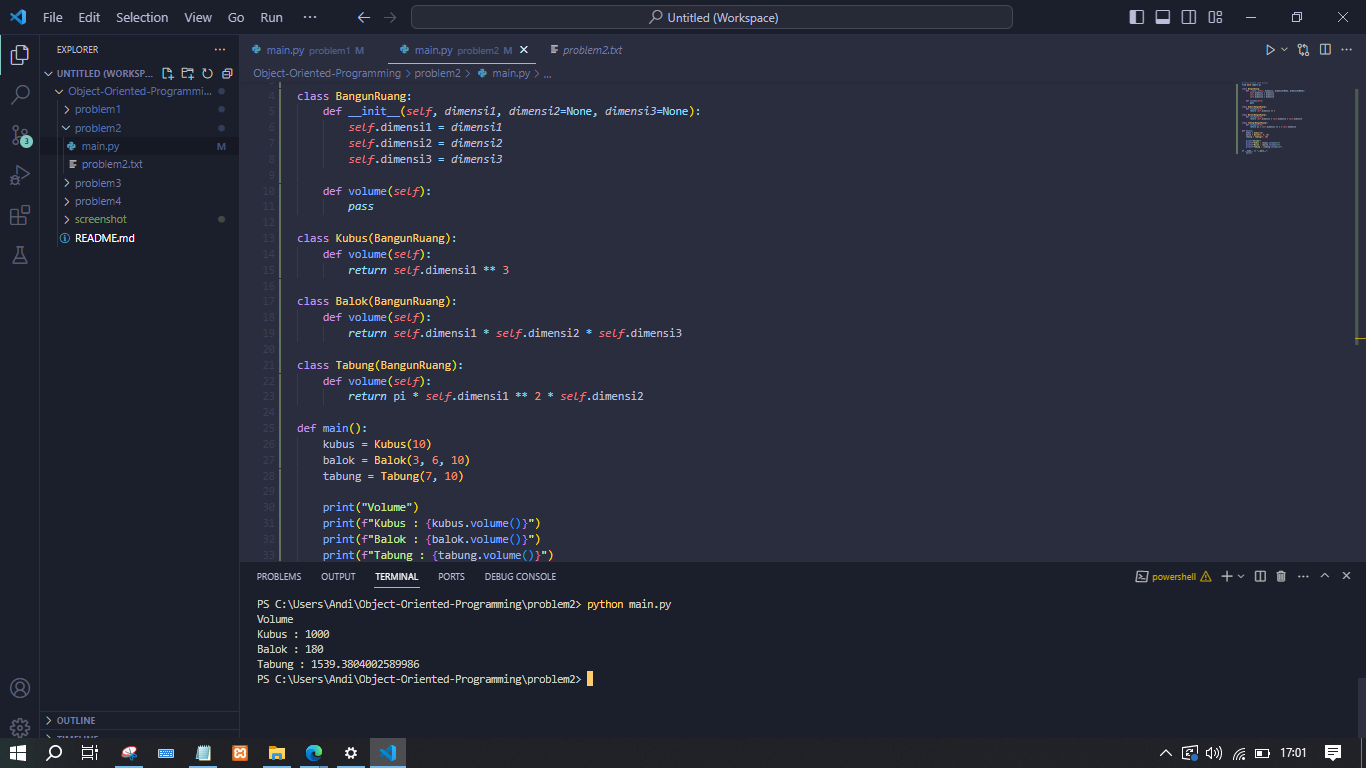 File Edit Selection View Go Run ··· Untitled (Workspace)
EXPLORER ···
UNTITLED (WORKSP...
Object-Oriented-Programmi...
problem1
problem2
main.py M
problem2.txt
problem3
problem4
screenshot
README.md
3
OUTLINE
TIMELINE
main.py problem1 M main.py problem2 M problem2.txt
Object-Oriented-Programming > problem2 > main.py > ...
4 class BangunRuang:
5 def __init__(self, dimensi1, dimensi2=None, dimensi3=None):
6 self.dimensi1 = dimensi1
7 self.dimensi2 = dimensi2
8 self.dimensi3 = dimensi3
9
10 def volume(self):
11 pass
12
13 class Kubus(BangunRuang):
14 def volume(self):
15 return self.dimensi1 ** 3
16
17 class Balok(BangunRuang):
18 def volume(self):
19 return self.dimensi1 * self.dimensi2 * self.dimensi3
20
21 class Tabung(BangunRuang):
22 def volume(self):
23 return pi * self.dimensi1 ** 2 * self.dimensi2
24
25 def main():
26 kubus = Kubus(10)
27 balok = Balok(3, 6, 10)
28 tabung = Tabung(7, 10)
29
30 print("Volume")
31 print(f"Kubus : {kubus.volume()}")
32 print(f"Balok : {balok.volume()}")
33 print(f"Tabung : {tabung.volume()}")
PROBLEMS OUTPUT TERMINAL PORTS DEBUG CONSOLE powershell
PS C:\Users\Andi\Object-Oriented-Programming\problem2> python main.py
Volume
Kubus : 1000
Balok : 180
Tabung : 1539.3804002589986
PS C:\Users\Andi\Object-Oriented-Programming\problem2>
17:01